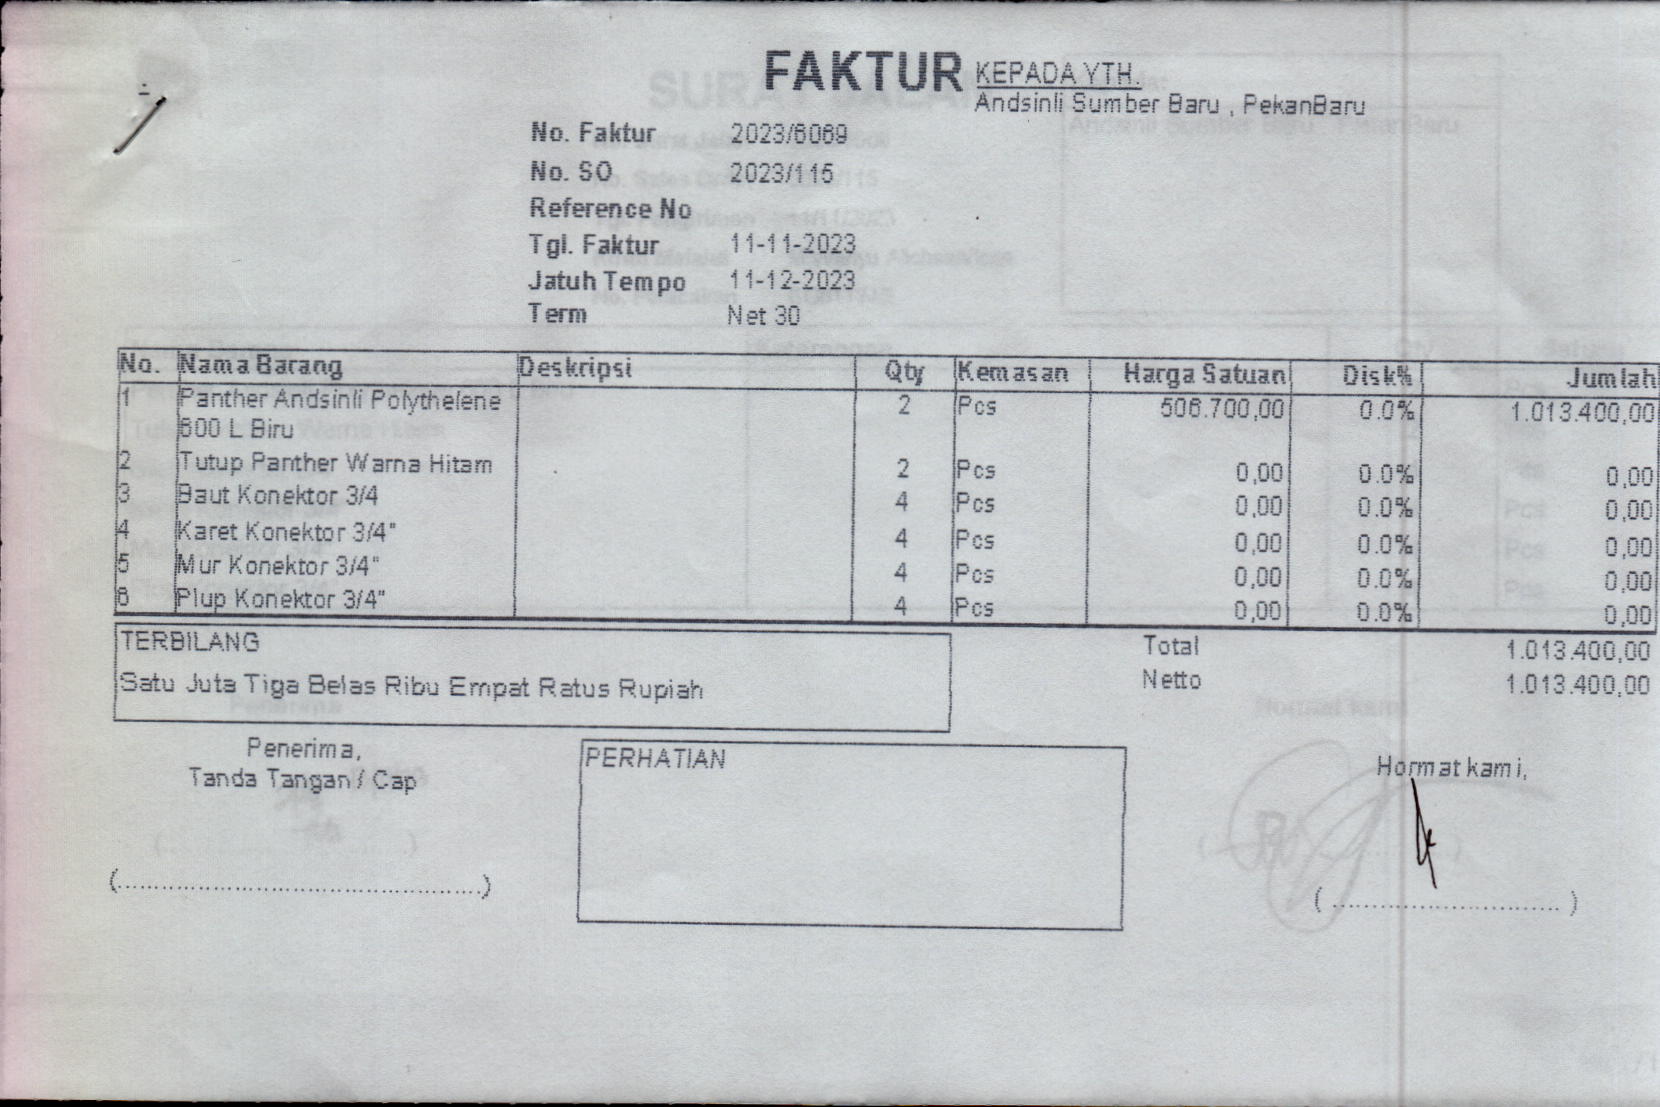 FAKTUR
KEPADA YTH.
Andsinli Sumber Baru , PekanBaru
No. Faktur 2023/6069
No. SO 2023/115
Reference No
Tgl. Faktur 11-11-2023
Jatuh Tempo 11-12-2023
Term Net 30
No. Nama Barang Deskripsi Qty Kemasan Harga Satuan Disk% Jumlah
1 Panther Andsinli Polythelene 2 Pcs 506.700,00 0.0% 1.013.400,00
600 L Biru
2 Tutup Panther Warna Hitam 2 Pcs 0,00 0.0% 0,00
3 Baut Konektor 3/4 4 Pcs 0,00 0.0% 0,00
4 Karet Konektor 3/4" 4 Pcs 0,00 0.0% 0,00
5 Mur Konektor 3/4" 4 Pcs 0,00 0.0% 0,00
6 Plup Konektor 3/4" 4 Pcs 0,00 0.0% 0,00
TERBILANG
Satu Juta Tiga Belas Ribu Empat Ratus Rupiah
Total 1.013.400,00
Netto 1.013.400,00
Penerima,
Tanda Tangan / Cap
(..............................................)
PERHATIAN
Hormat kami,
( ............................. )